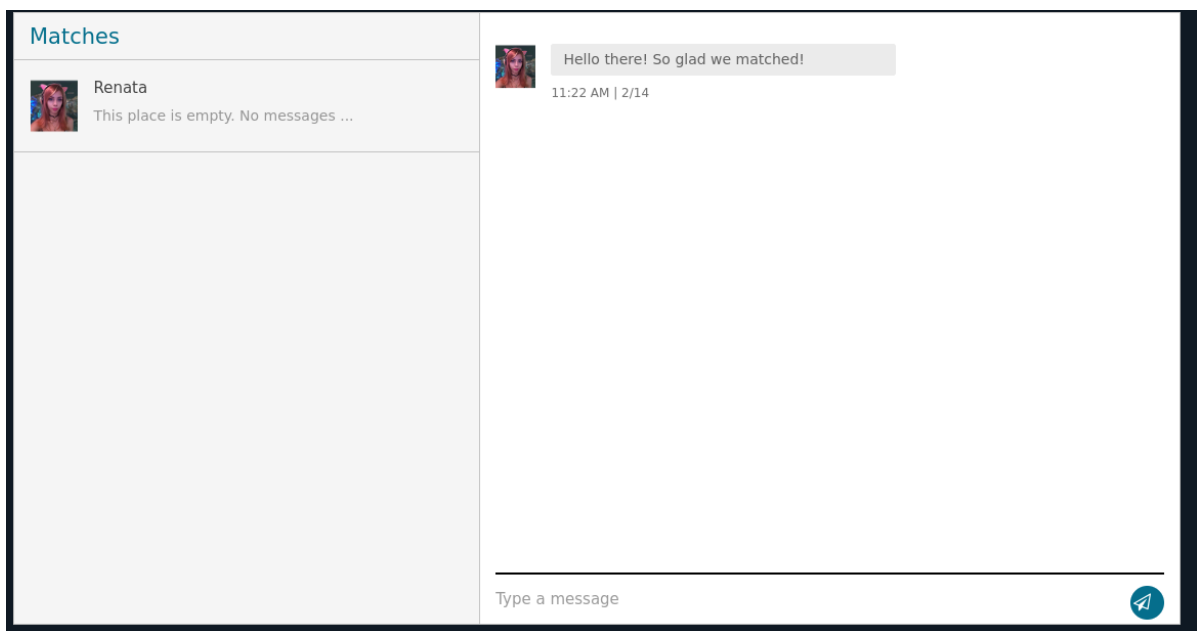 Matches
Renata
This place is empty. No messages ...
Hello there! So glad we matched!
11:22 AM | 2/14
Type a message